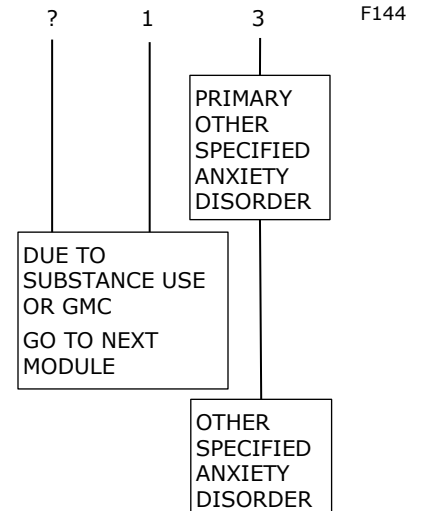 ? 1 3 F144
PRIMARY
OTHER
SPECIFIED
ANXIETY
DISORDER
DUE TO
SUBSTANCE USE
OR GMC
GO TO NEXT
MODULE
OTHER
SPECIFIED
ANXIETY
DISORDER